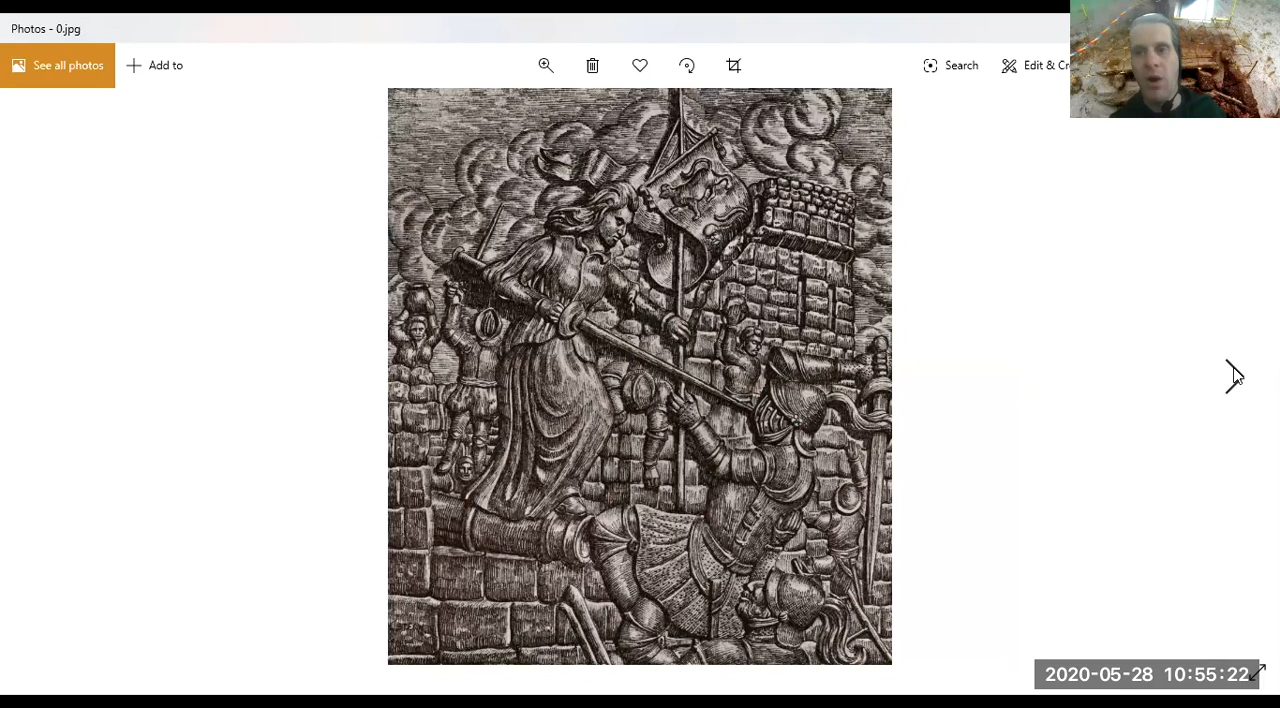 Photos - 0.jpg
See all photos
Add to
Search
Edit & Cr
2020-05-28 10:55:22